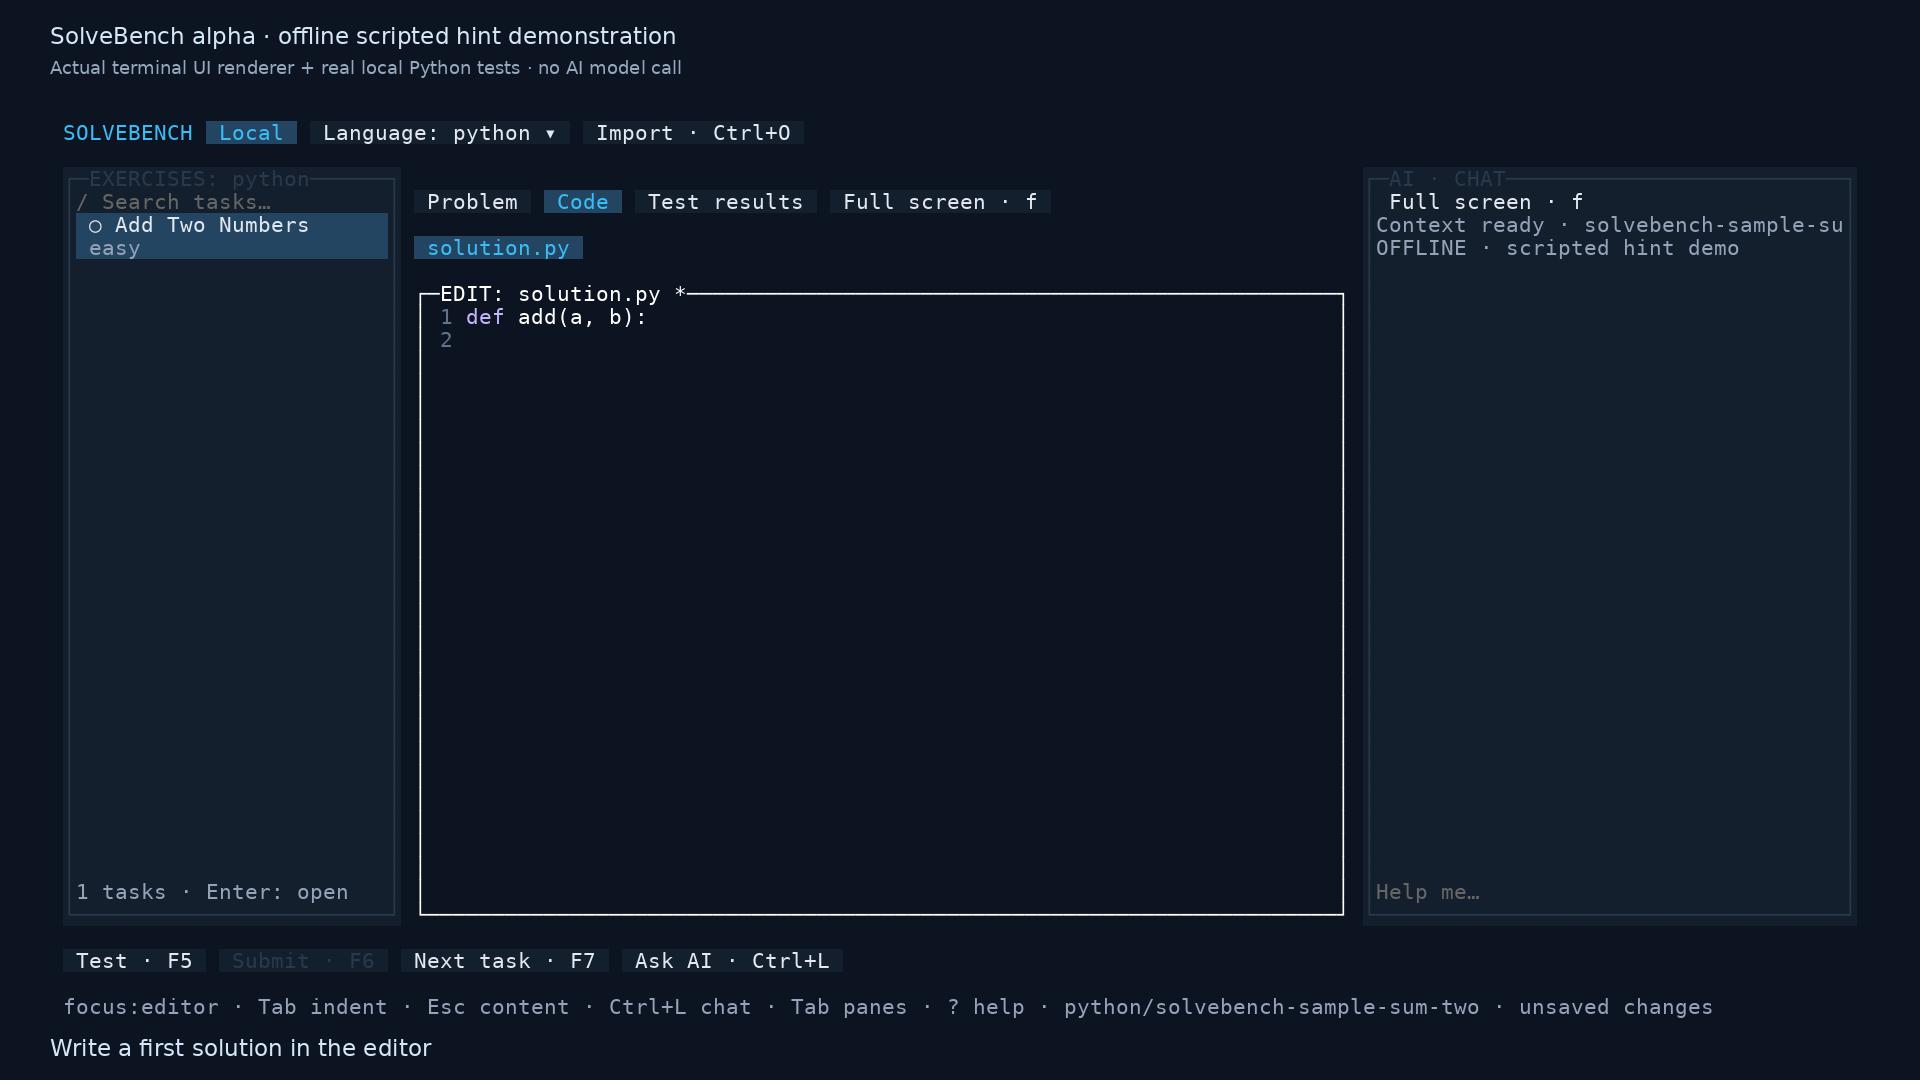 SolveBench alpha · offline scripted hint demonstration
Actual terminal UI renderer + real local Python tests · no AI model call
SOLVEBENCH Local Language: python ▾ Import · Ctrl+O
EXERCISES: python
/ Search tasks…
○ Add Two Numbers
easy
1 tasks · Enter: open
Problem Code Test results Full screen · f
solution.py
EDIT: solution.py *
1 def add(a, b):
2
AI · CHAT
Full screen · f
Context ready · solvebench-sample-su
OFFLINE · scripted hint demo
Help me…
Test · F5 Submit · F6 Next task · F7 Ask AI · Ctrl+L
focus:editor · Tab indent · Esc content · Ctrl+L chat · Tab panes · ? help · python/solvebench-sample-sum-two · unsaved changes
Write a first solution in the editor